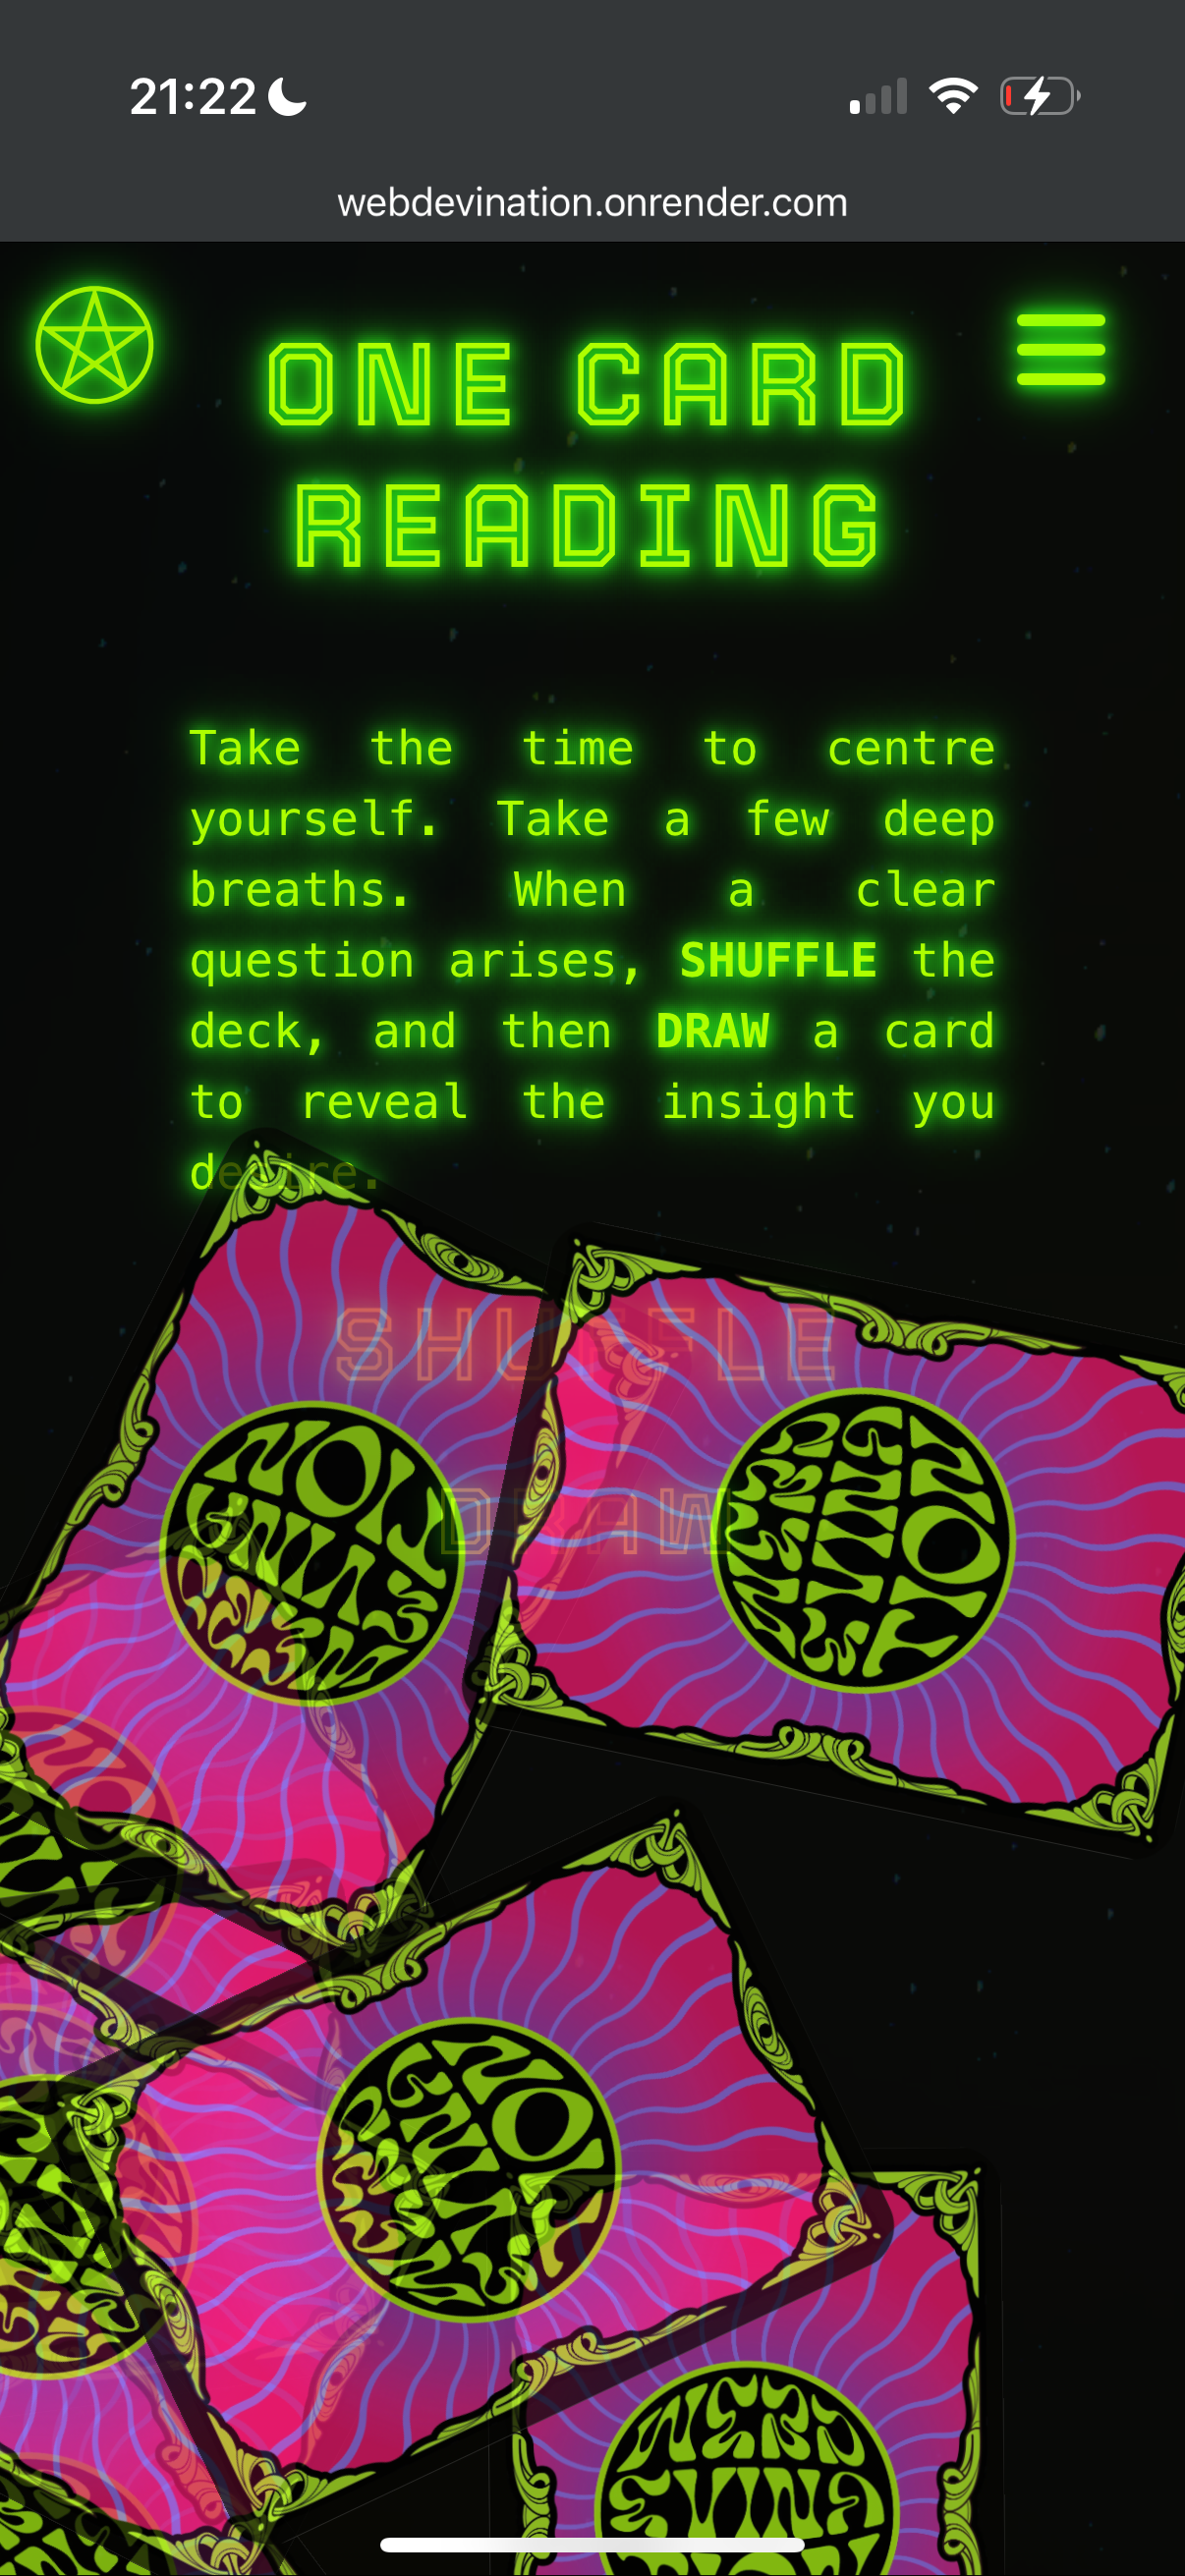 21:22
webdevination.onrender.com
ONE CARD
READING
Take the time to centre
yourself. Take a few deep
breaths. When a clear
question arises, SHUFFLE the
deck, and then DRAW a card
to reveal the insight you
desire.
SHUFFLE
DRAW